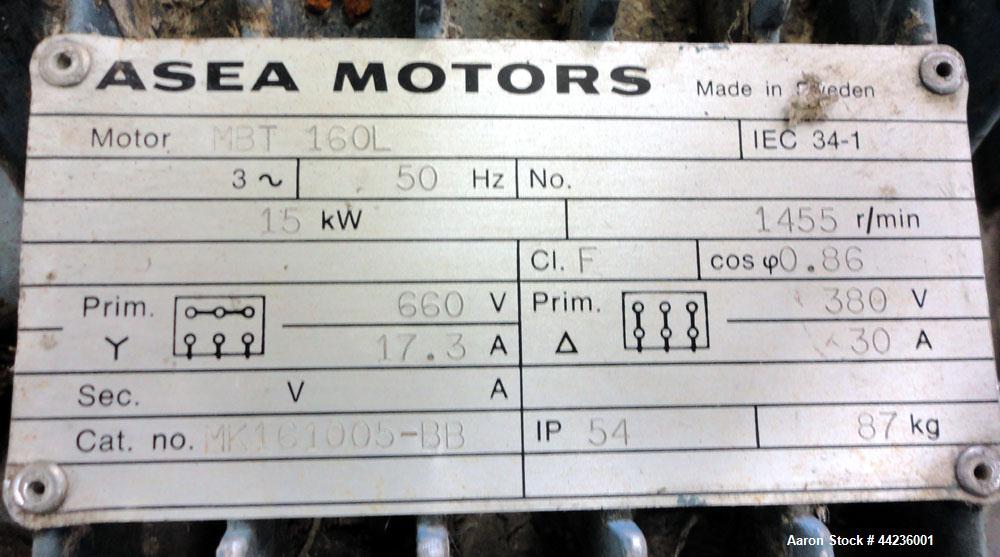 ASEA MOTORS Made in Sweden
Motor MBT 160L IEC 34-1
3 ~ 50 Hz No.
15 kW 1455 r/min
Cl. F cos φ 0.86
Prim. 660 V Prim. 380 V
Y 17.3 A Δ 30 A
Sec. V A
Cat. no. MK161005-BB IP 54 87 kg
Aaron Stock # 44236001